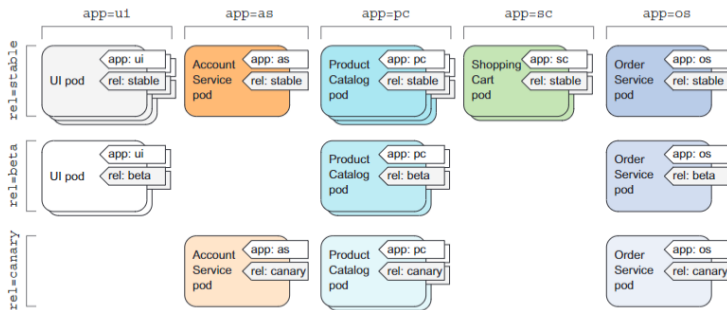 app=ui app=as app=pc app=sc app=os
rel=stable
UI pod
app: ui
rel: stable
Account
Service
pod
app: as
rel: stable
Product
Catalog
pod
app: pc
rel: stable
Shopping
Cart
pod
app: sc
rel: stable
Order
Service
pod
app: os
rel: stable
rel=beta
UI pod
app: ui
rel: beta
Product
Catalog
pod
app: pc
rel: beta
Order
Service
pod
app: os
rel: beta
rel=canary
Account
Service
pod
app: as
rel: canary
Product
Catalog
pod
app: pc
rel: canary
Order
Service
pod
app: os
rel: canary